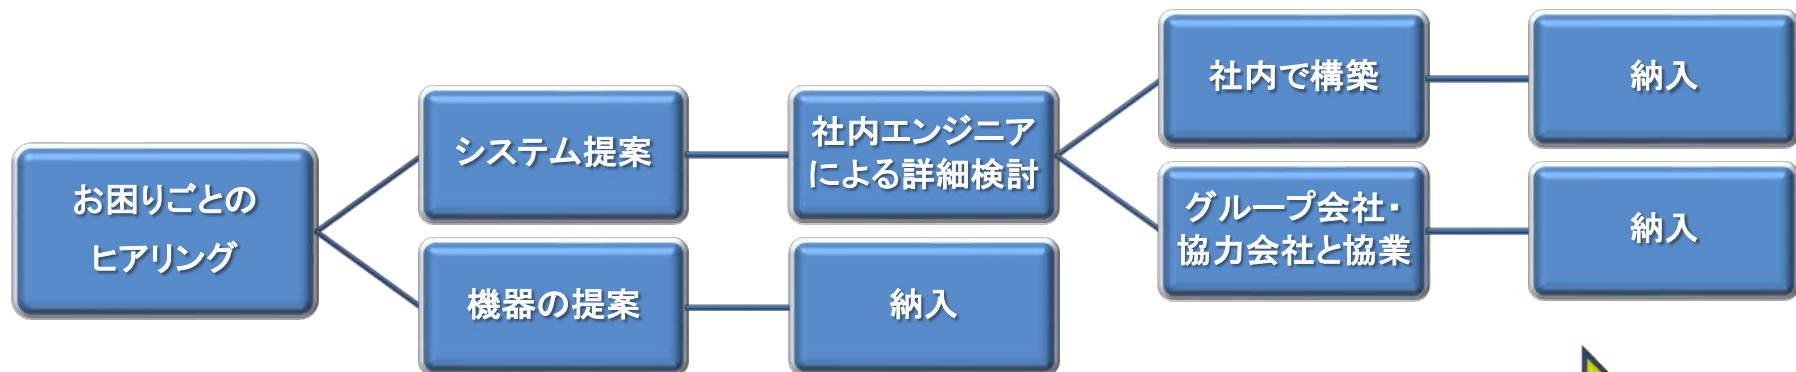 お困りごとの
ヒアリング
システム提案
社内エンジニア
による詳細検討
社内で構築
納入
グループ会社・
協力会社と協業
納入
機器の提案
納入